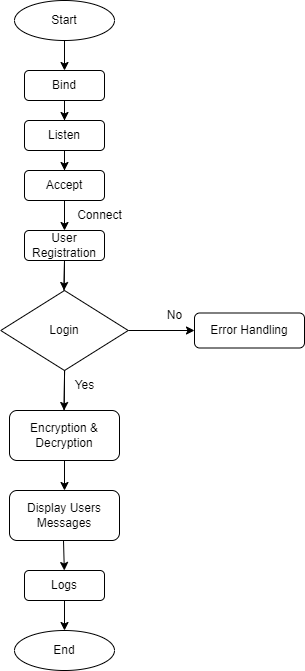 Start
Bind
Listen
Accept
Connect
User
Registration
Login
No
Error Handling
Yes
Encryption &
Decryption
Display Users
Messages
Logs
End